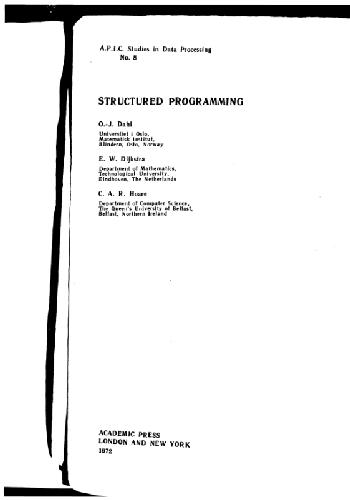 A.P.I.C. Studies in Data Processing
No. 8
STRUCTURED PROGRAMMING
O.-J. Dahl
Universitet i Oslo,
Matematisk Institut,
Blindern, Oslo, Norway
E. W. Dijkstra
Department of Mathematics,
Technological University,
Eindhoven, The Netherlands
C. A. R. Hoare
Department of Computer Science,
The Queen's University of Belfast,
Belfast, Northern Ireland
ACADEMIC PRESS
LONDON AND NEW YORK
1972